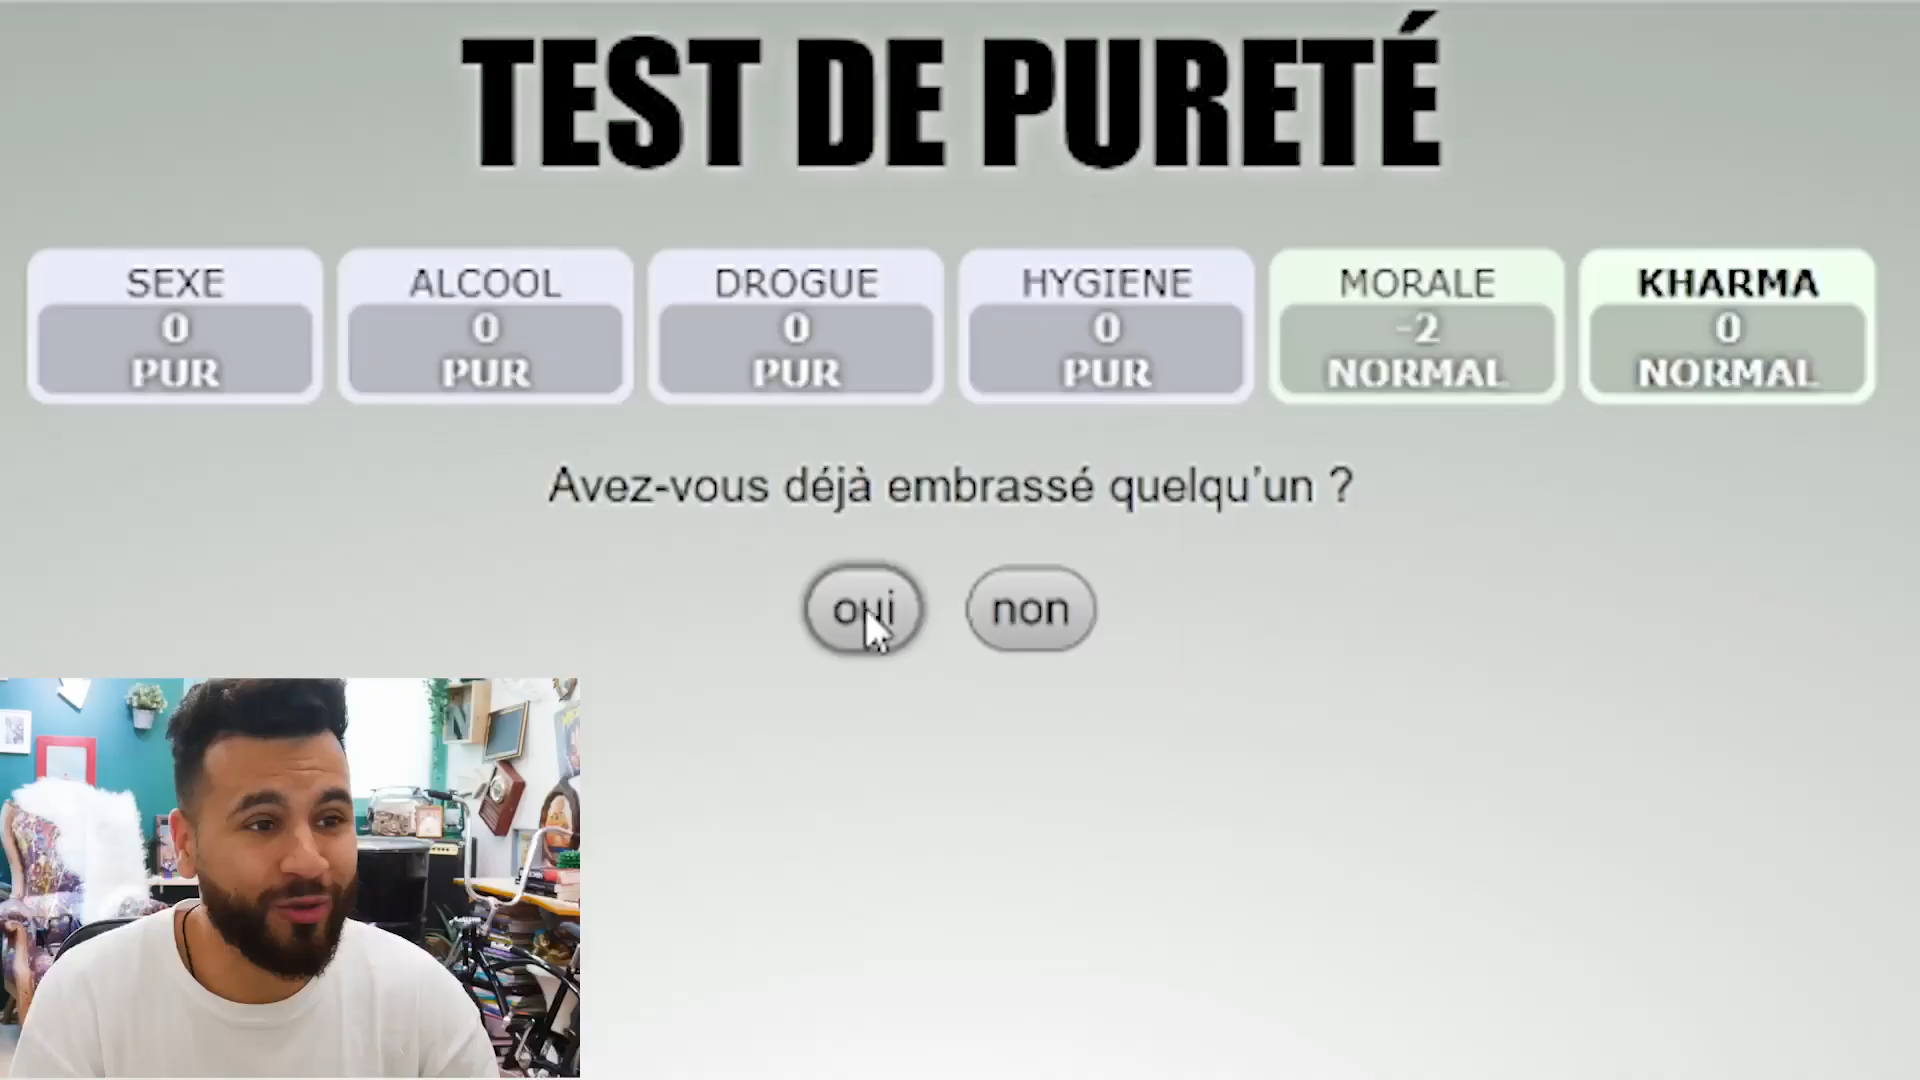 TEST DE PURETÉ
SEXE
0
PUR
ALCOOL
0
PUR
DROGUE
0
PUR
HYGIENE
0
PUR
MORALE
-2
NORMAL
KHARMA
0
NORMAL
Avez-vous déjà embrassé quelqu'un ?
oui
non